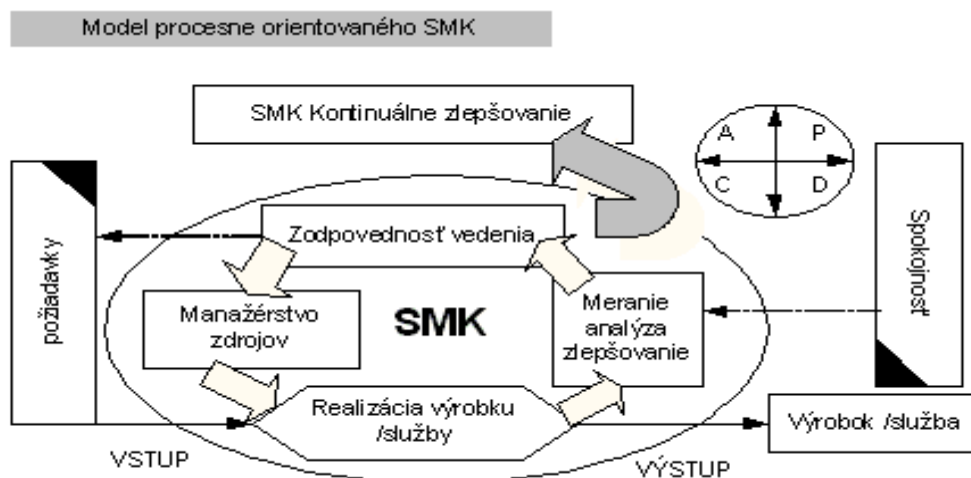 Model procesne orientovaného SMK
SMK Kontinuálne zlepšovanie
A
P
C
D
požiadavky
Zodpovednosť vedenia
Spokojnosť
Manažérstvo
zdrojov
SMK
Meranie
analýza
zlepšovanie
Realizácia výrobku
/služby
Výrobok /služba
VSTUP
VÝSTUP